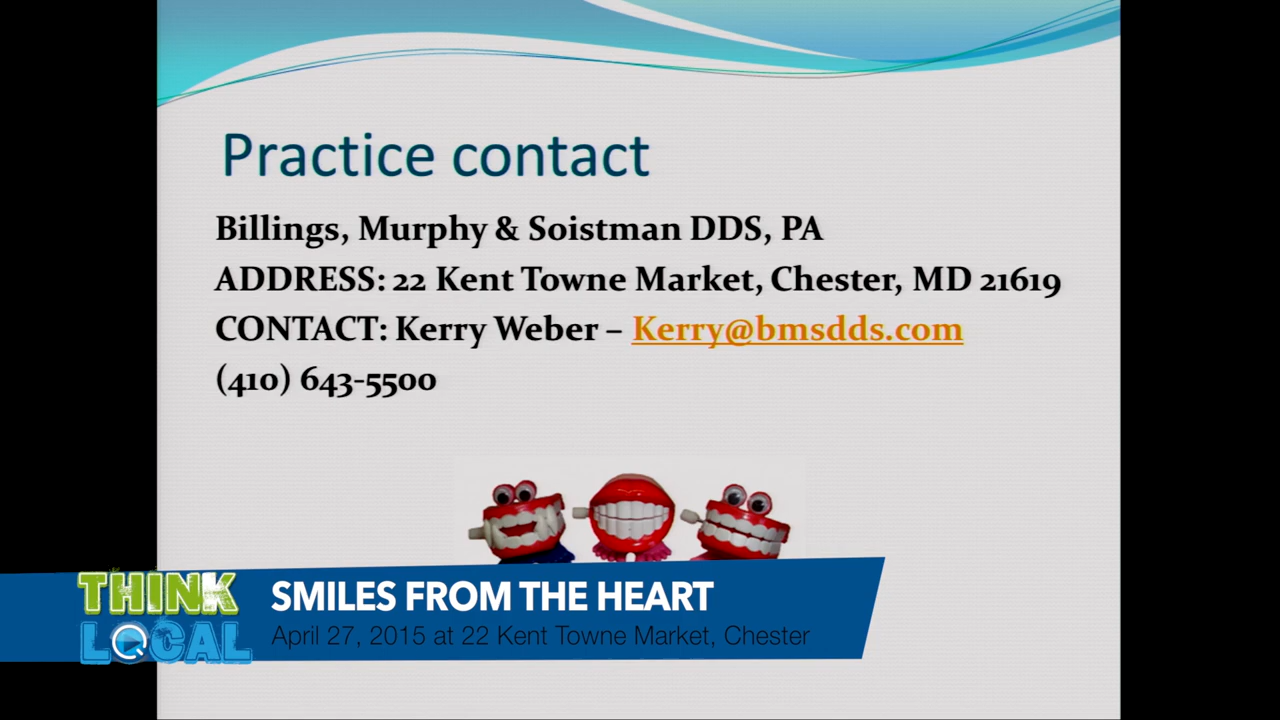 Practice contact
Billings, Murphy & Soistman DDS, PA
ADDRESS: 22 Kent Towne Market, Chester, MD 21619
CONTACT: Kerry Weber – Kerry@bmsdds.com
(410) 643-5500
THINK
LOCAL
SMILES FROM THE HEART
April 27, 2015 at 22 Kent Towne Market, Chester